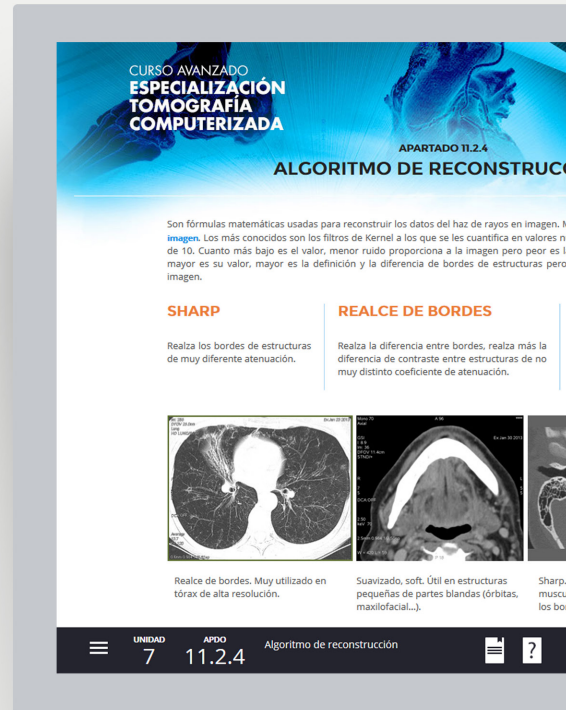 CURSO AVANZADO
ESPECIALIZACIÓN
TOMOGRAFÍA
COMPUTERIZADA
APARTADO 11.2.4
ALGORITMO DE RECONSTRUCC
Son fórmulas matemáticas usadas para reconstruir los datos del haz de rayos en imagen. M
imagen. Los más conocidos son los filtros de Kernel a los que se les cuantifica en valores n
de 10. Cuanto más bajo es el valor, menor ruido proporciona a la imagen pero peor es l
mayor es su valor, mayor es la definición y la diferencia de bordes de estructuras pero
imagen.
SHARP
Realza los bordes de estructuras
de muy diferente atenuación.
REALCE DE BORDES
Realza la diferencia entre bordes, realza más la
diferencia de contraste entre estructuras de no
muy distinto coeficiente de atenuación.
Realce de bordes. Muy utilizado en
tórax de alta resolución.
Suavizado, soft. Útil en estructuras
pequeñas de partes blandas (órbitas,
maxilofacial...).
Sharp.
muscu
los bo
UNIDAD
7
APDO
11.2.4
Algoritmo de reconstrucción
?